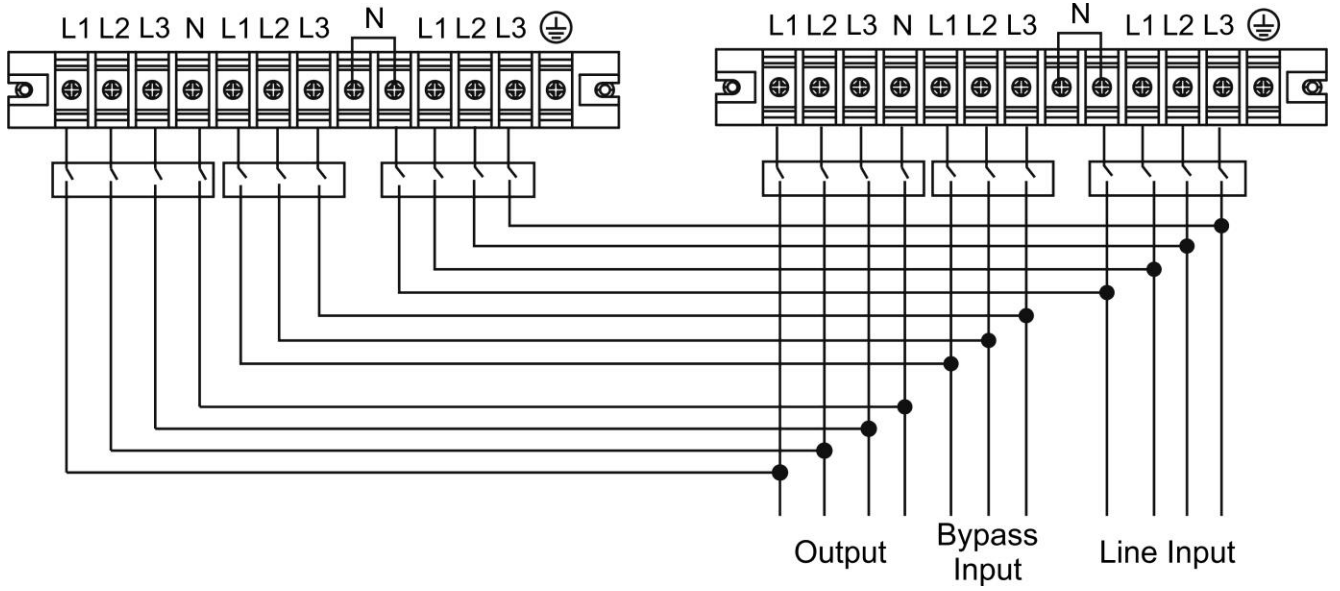 L1 L2 L3 N L1 L2 L3 N L1 L2 L3
L1 L2 L3 N L1 L2 L3 N L1 L2 L3
Output
Bypass
Input
Line Input